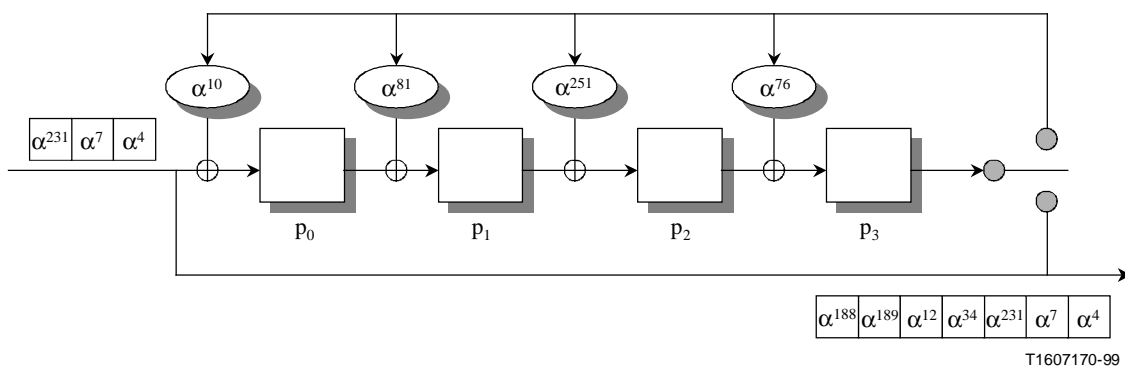 α¹⁰ α⁸¹ α²⁵¹ α⁷⁶
α²³¹ α⁷ α⁴
p₀ p₁ p₂ p₃
α¹⁸⁸ α¹⁸⁹ α¹² α³⁴ α²³¹ α⁷ α⁴
T1607170-99